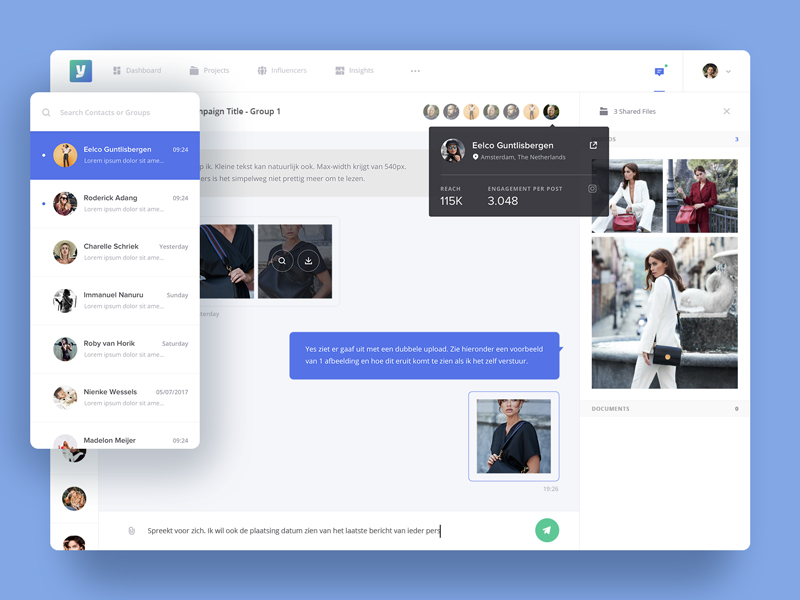 y
Dashboard
Projects
Influencers
Insights
Search Contacts or Groups
Eelco Guntlisbergen 09:24
Lorem ipsum dolor sit ame...
Roderick Adang 09:24
Lorem ipsum dolor sit ame...
Charelle Schriek Yesterday
Lorem ipsum dolor sit ame...
Immanuel Nanuru Sunday
Lorem ipsum dolor sit ame...
Roby van Horik Saturday
Lorem ipsum dolor sit ame...
Nienke Wessels 05/07/2017
Lorem ipsum dolor sit ame...
Madelon Meijer 09:24
npaign Title - Group 1
p ik. Kleine tekst kan natuurlijk ook. Max-width krijgt van 540px.
ers is het simpelweg niet prettig meer om te lezen.
terday
Yes ziet er gaaf uit met een dubbele upload. Zie hieronder een voorbeeld
van 1 afbeelding en hoe dit eruit komt te zien als ik het zelf verstuur.
19:26
Spreekt voor zich. Ik wil ook de plaatsing datum zien van het laatste bericht van ieder pers
Eelco Guntlisbergen
Amsterdam, The Netherlands
REACH
115K
ENGAGEMENT PER POST
3.048
3 Shared Files
3
DOCUMENTS 0